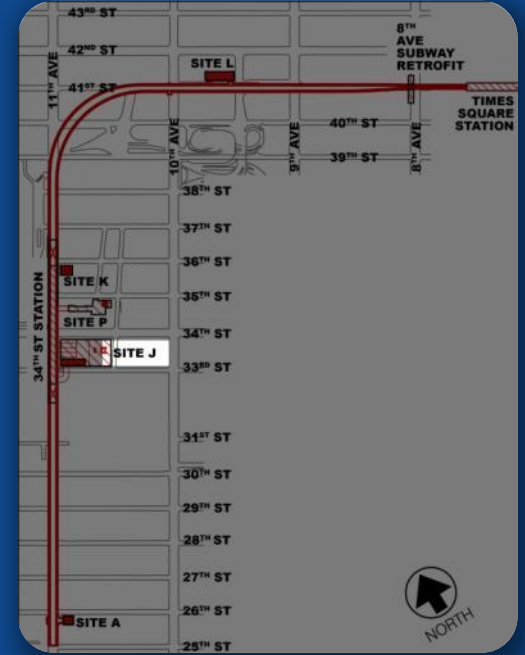 43RD ST
42ND ST
11TH AVE
41ST ST
SITE L
8TH
AVE
SUBWAY
RETROFIT
TIMES
SQUARE
STATION
10TH AVE
9TH AVE
8TH AVE
40TH ST
39TH ST
38TH ST
37TH ST
36TH ST
SITE K
35TH ST
SITE P
34TH ST
34TH ST STATION
SITE J
33RD ST
31ST ST
30TH ST
29TH ST
28TH ST
27TH ST
26TH ST
SITE A
25TH ST
NORTH